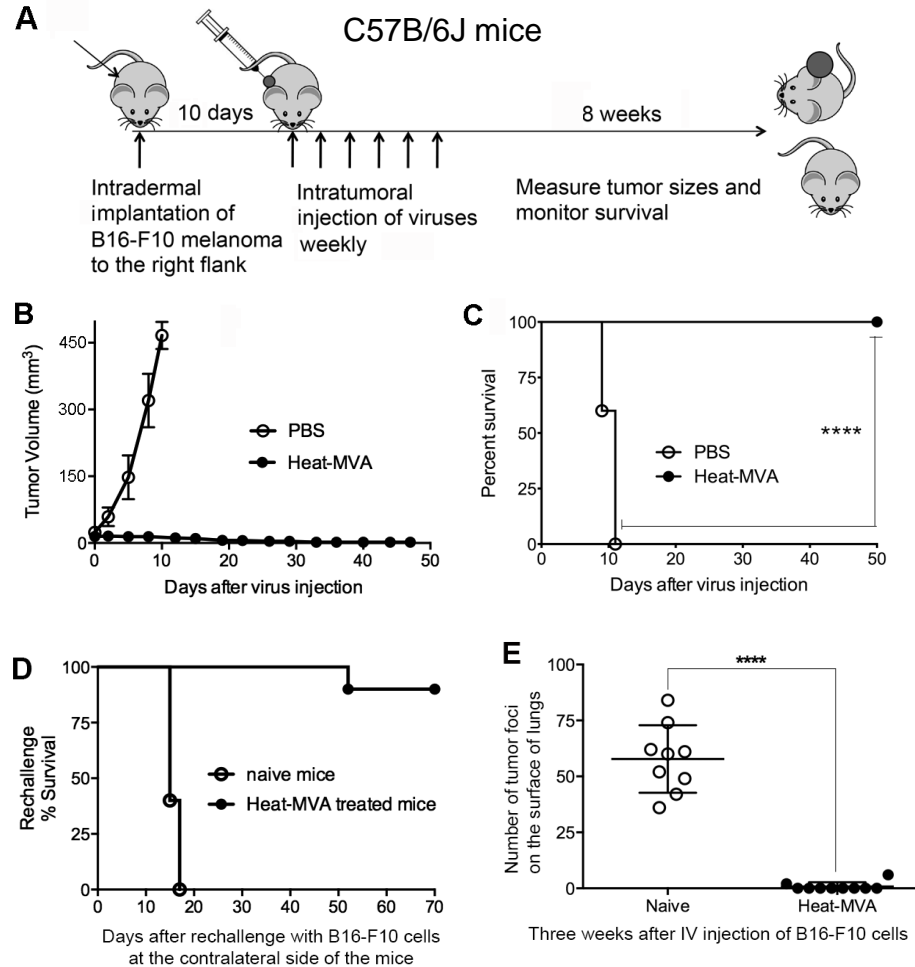 A
C57B/6J mice
10 days
8 weeks
Intradermal
implantation of
B16-F10 melanoma
to the right flank
Intratumoral
injection of viruses
weekly
Measure tumor sizes and
monitor survival
B
Tumor Volume (mm³)
450
300
150
0
PBS
Heat-MVA
0 10 20 30 40 50
Days after virus injection
C
Percent survival
100
75
50
25
0
PBS
Heat-MVA
****
0 10 20 30 40 50
Days after virus injection
D
Rechallenge
% Survival
100
75
50
25
0
naive mice
Heat-MVA treated mice
0 10 20 30 40 50 60 70
Days after rechallenge with B16-F10 cells
at the contralateral side of the mice
E
Number of tumor foci
on the surface of lungs
100
75
50
25
0
****
Naive Heat-MVA
Three weeks after IV injection of B16-F10 cells